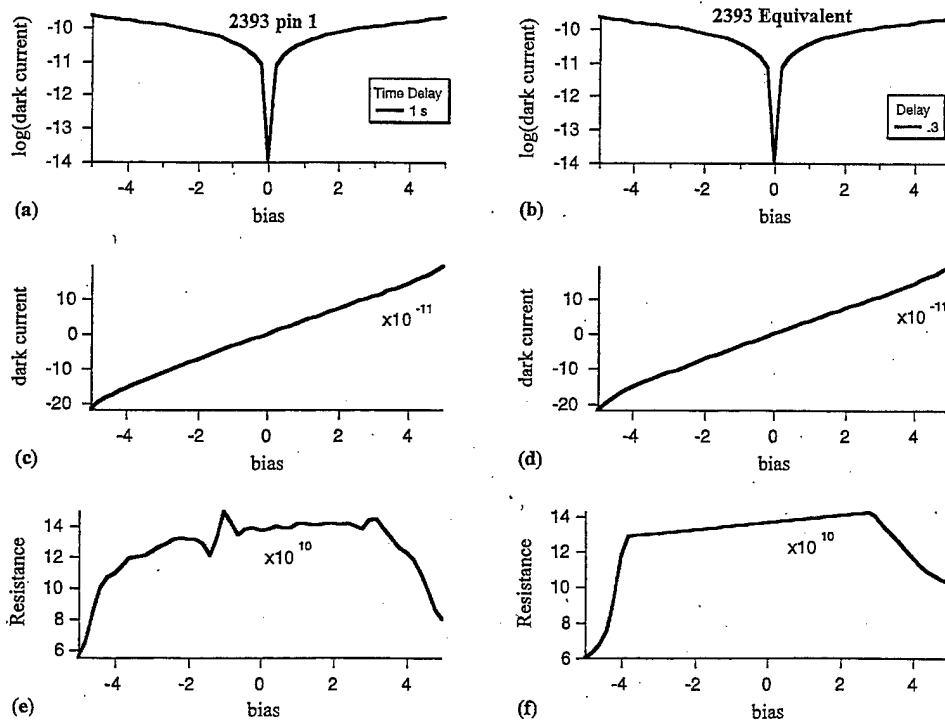 2393 pin 1
log(dark current)
-10
-11
-12
-13
-14
Time Delay
1 s
-4 -2 0 2 4
(a)
bias
2393 Equivalent
log(dark current)
-10
-11
-12
-13
-14
Delay
.3
-4 -2 0 2 4
(b)
bias
dark current
10
0
-10
-20
x10 -11
-4 -2 0 2 4
(c)
bias
dark current
10
0
-10
-20
x10 -11
-4 -2 0 2 4
(d)
bias
Resistance
14
12
10
8
6
x10 10
-4 -2 0 2 4
(e)
bias
Resistance
14
12
10
8
6
x10 10
-4 -2 0 2 4
(f)
bias